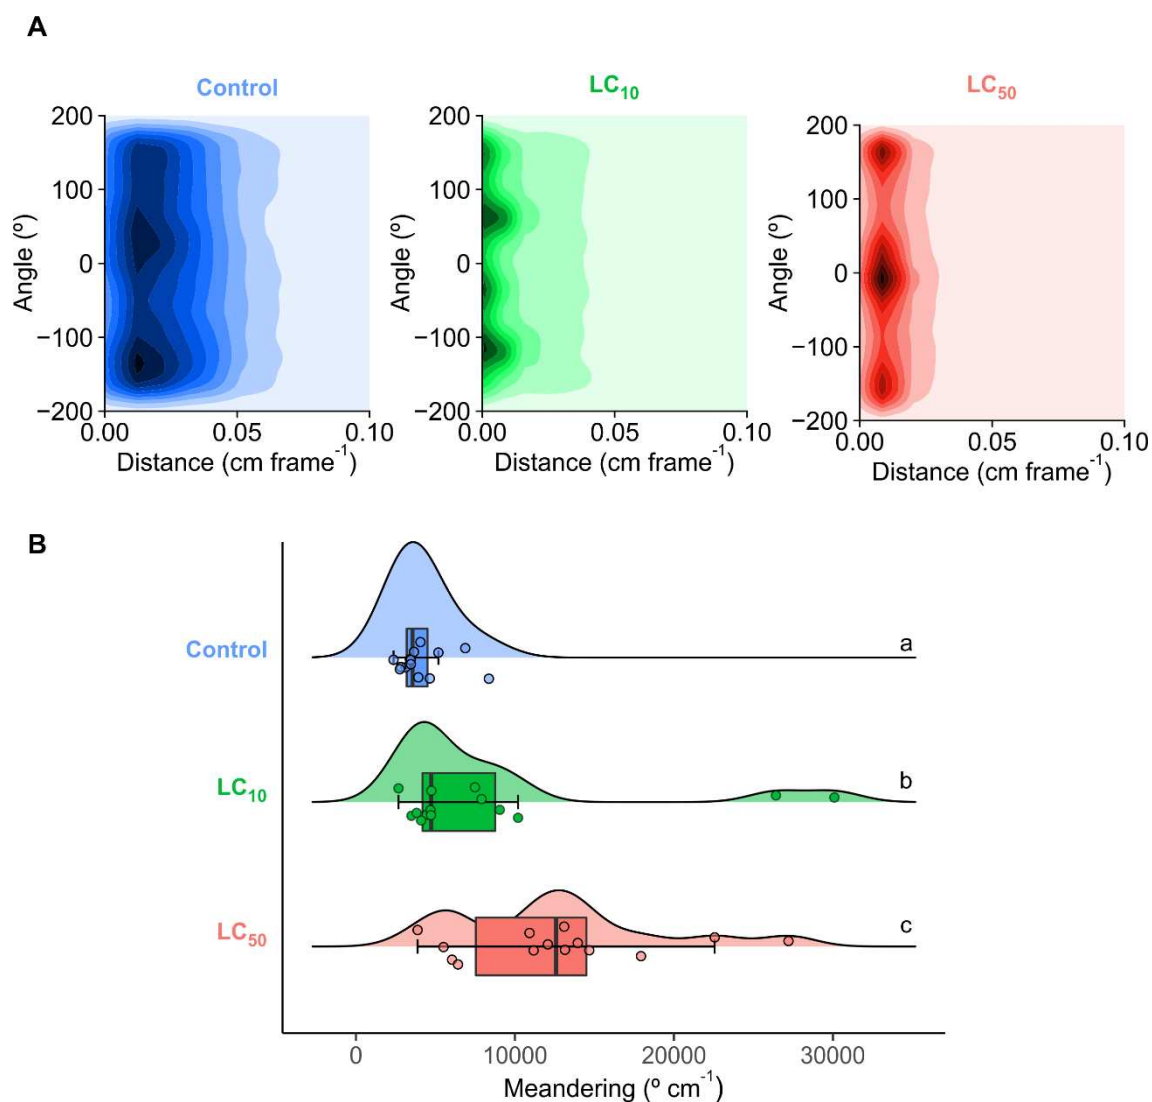 A
Control
LC₁₀
LC₅₀
200
100
0
−100
−200
Angle (º)
0.00
0.05
0.10
Distance (cm frame⁻¹)
200
100
0
−100
−200
Angle (º)
0.00
0.05
0.10
Distance (cm frame⁻¹)
200
100
0
−100
−200
Angle (º)
0.00
0.05
0.10
Distance (cm frame⁻¹)
B
Control
a
LC₁₀
b
LC₅₀
c
0
10000
20000
30000
Meandering (º cm⁻¹)